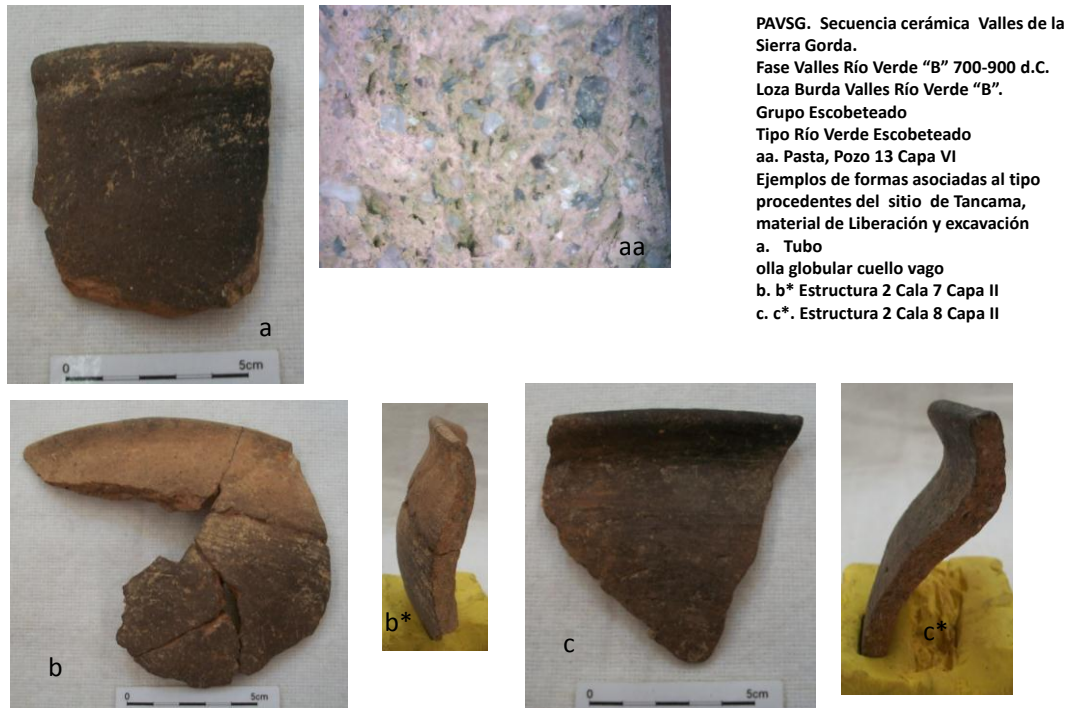 PAVSG. Secuencia cerámica Valles de la
Sierra Gorda.
Fase Valles Río Verde “B” 700-900 d.C.
Loza Burda Valles Río Verde “B”.
Grupo Escobeteado
Tipo Río Verde Escobeteado
aa. Pasta, Pozo 13 Capa VI
Ejemplos de formas asociadas al tipo
procedentes del sitio de Tancama,
material de Liberación y excavación
a. Tubo
olla globular cuello vago
b. b* Estructura 2 Cala 7 Capa II
c. c*. Estructura 2 Cala 8 Capa II
aa
a
0 5cm
b
0 5cm
b*
c
0 5cm
c*